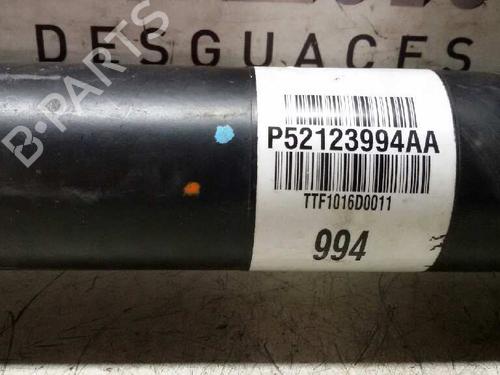 DESGUACES
B-PARTS
P52123994AA
TTF1016D0011
994